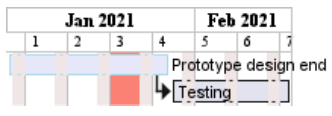 Jan 2021 Feb 2021
1 2 3 4 5 6 7
Prototype design end
Testing